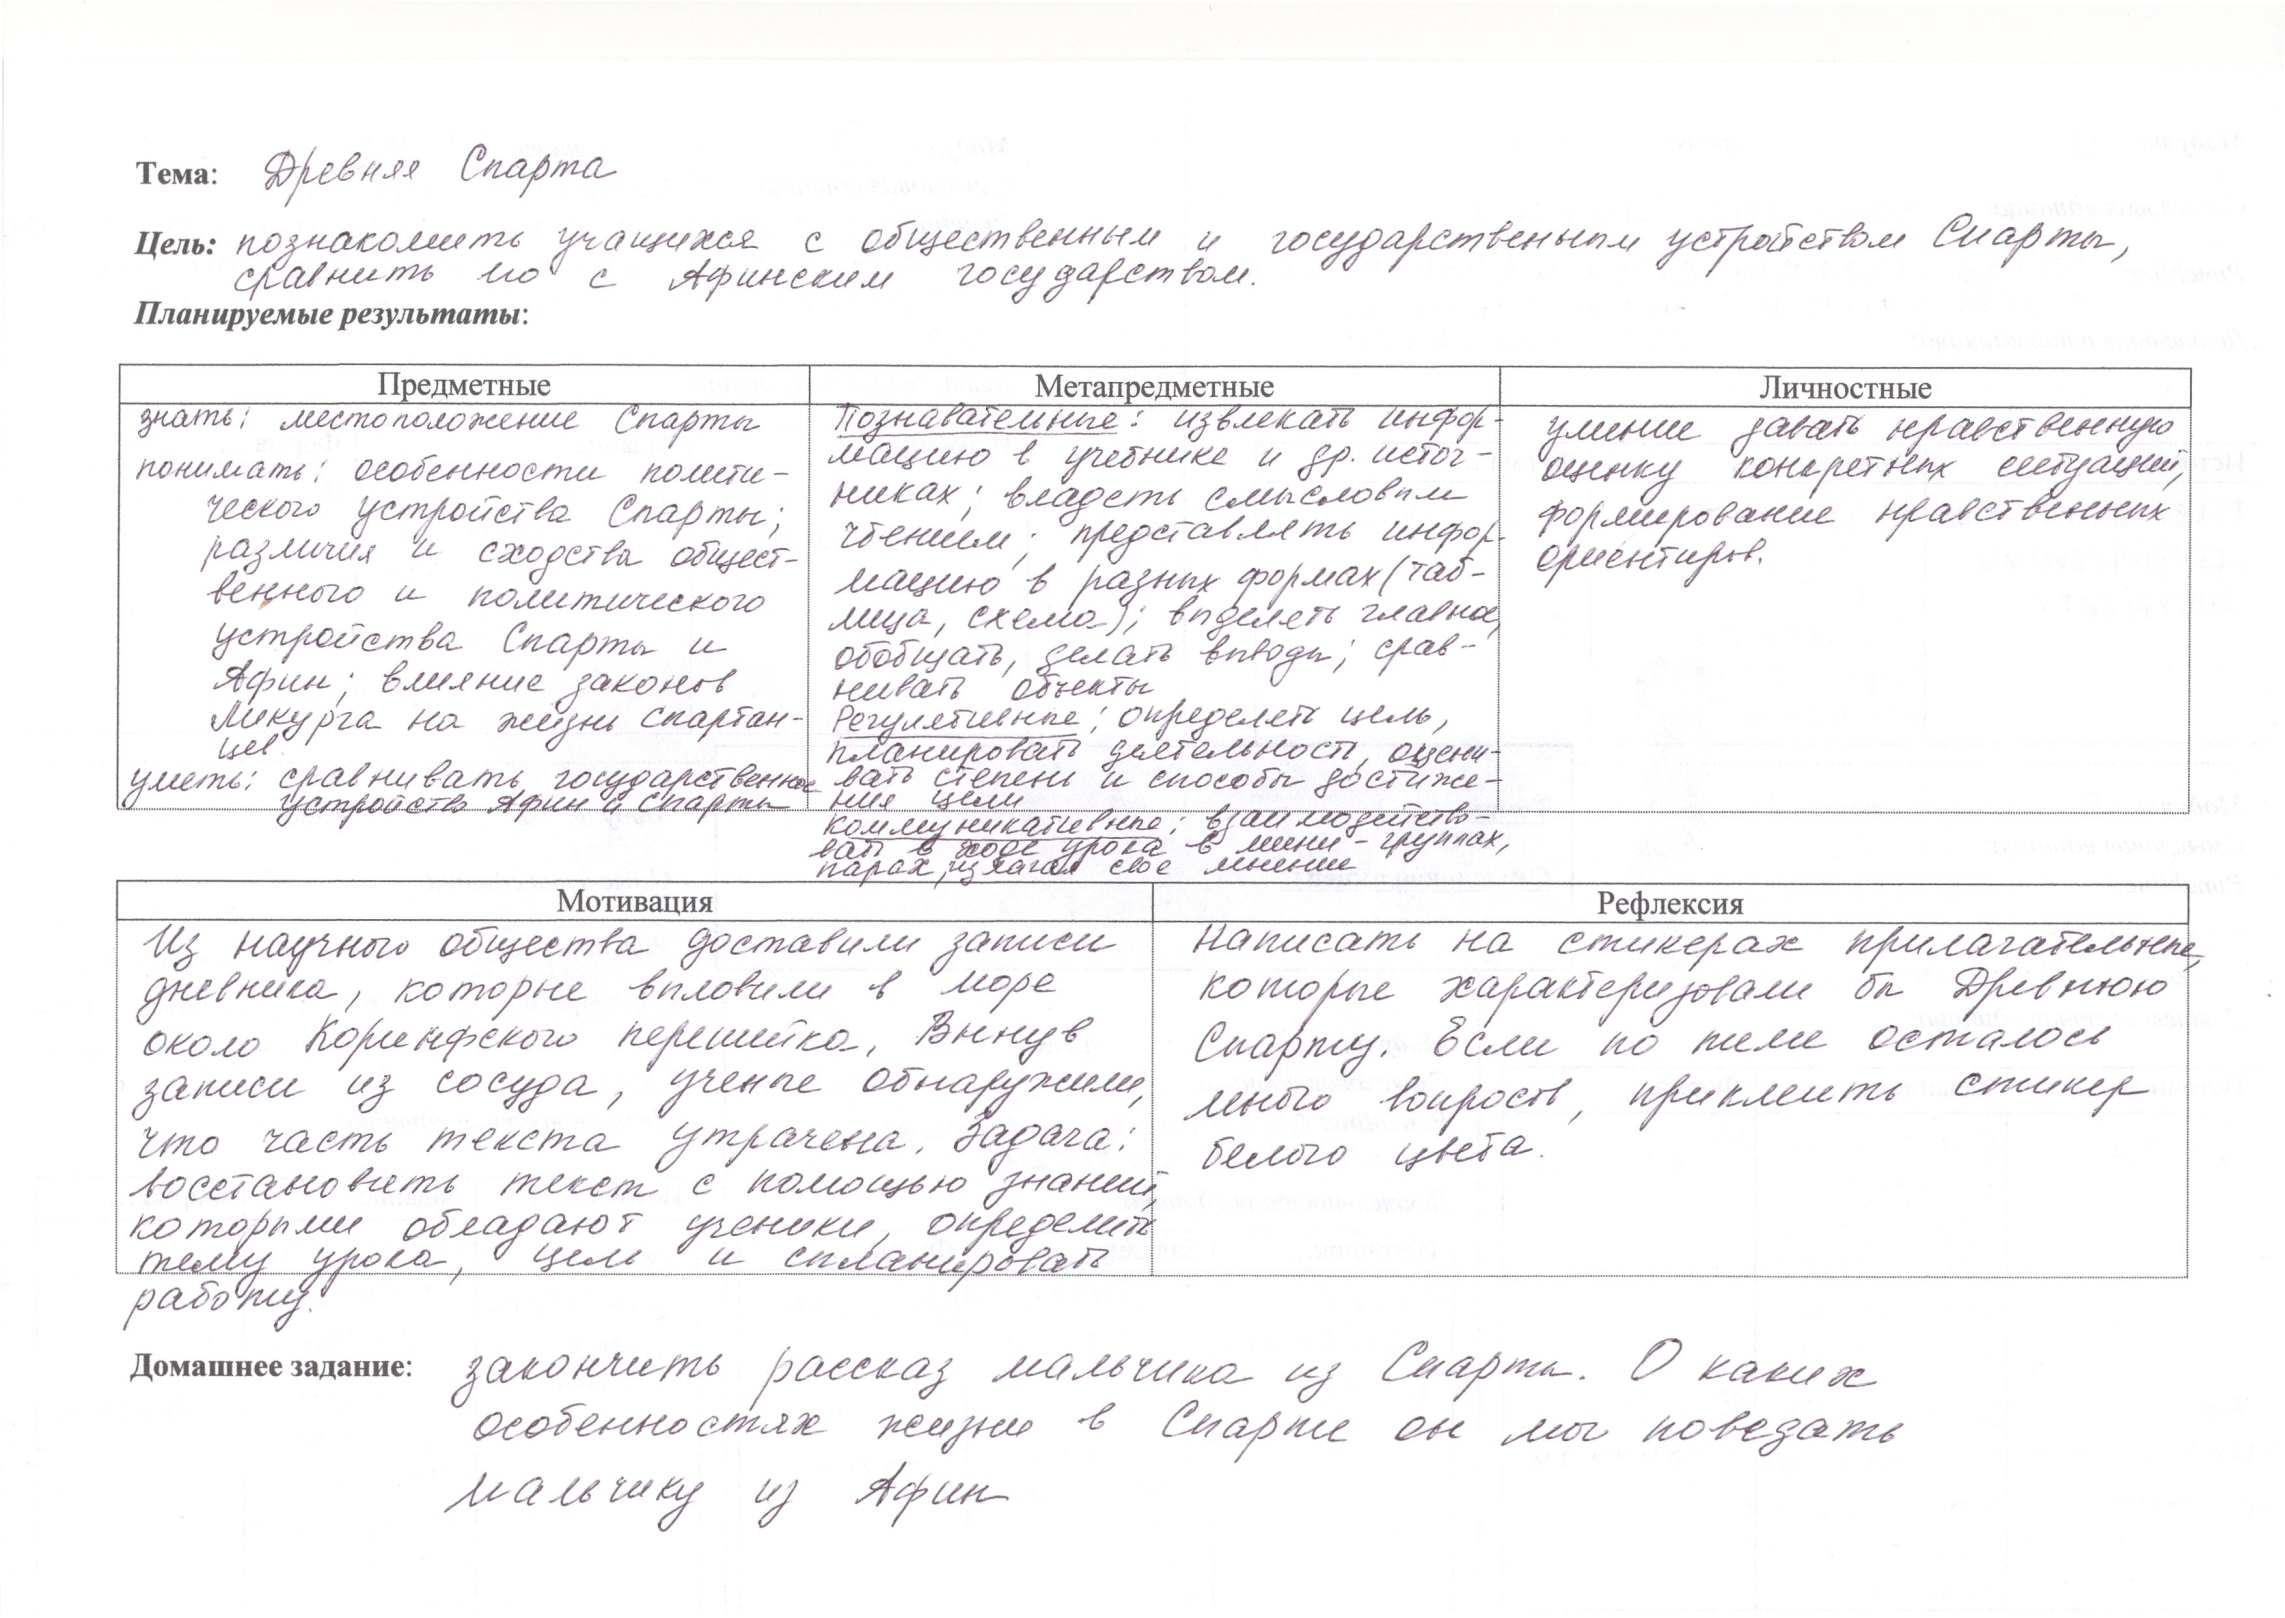 Тема: Древняя Спарта
Цель: познакомить учащихся с общественным и государственным устройством Спарты,
сравнить его с Афинским государством.
Планируемые результаты:
Предметные
знать: местоположение Спарты
понимать: особенности полити-
ческого устройства Спарты;
различия и сходства общест-
венного и политического
устройства Спарты и
Афин; влияние законов
Ликурга на жизнь спартан-
цев
уметь: сравнивать государственное
устройство Афин и Спарты
Метапредметные
Познавательные: извлекать инфор-
мацию в учебнике и др. источ-
никах; владеть смысловым
чтением; представлять инфор-
мацию в разных формах (таб-
лица, схема); выделять главное,
обобщать, делать выводы; срав-
нивать объекты
Регулятивные: определять цель,
планировать деятельность, оцени-
вать степень и способы достиже-
ния цели
Коммуникативные: взаимодейство-
вать в ходе урока в мини-группах,
парах, излагая свое мнение
Личностные
умение давать нравственную
оценку конкретных ситуаций,
формирование нравственных
ориентиров.
Мотивация
Из научного общества доставили записи
дневника, которые выловили в море
около Коринфского перешейка. Вынув
записи из сосуда, ученые обнаружили,
что часть текста утрачена. Задача:
восстановить текст с помощью знаний,
которыми обладают ученики, определить
тему урока, цель и спланировать
работу.
Рефлексия
Написать на стикерах прилагательные,
которые характеризовали бы Древнюю
Спарту. Если по теме осталось
много вопросов, приклеить стикер
белого цвета.
Домашнее задание: закончить рассказ мальчика из Спарты. О каких
особенностях жизни в Спарте он мог поведать
мальчику из Афин